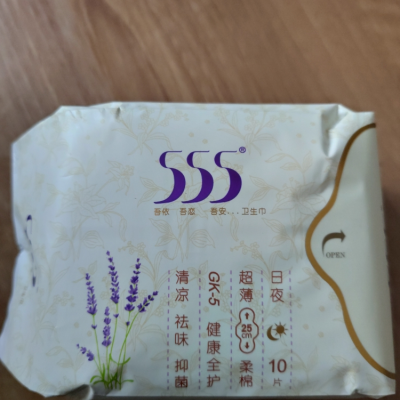 SSS®
吾依 吾恋...吾安...卫生巾
OPEN
日夜 10片
超薄 25cm 柔棉
GK-5 健康全护
清凉 祛味 抑菌